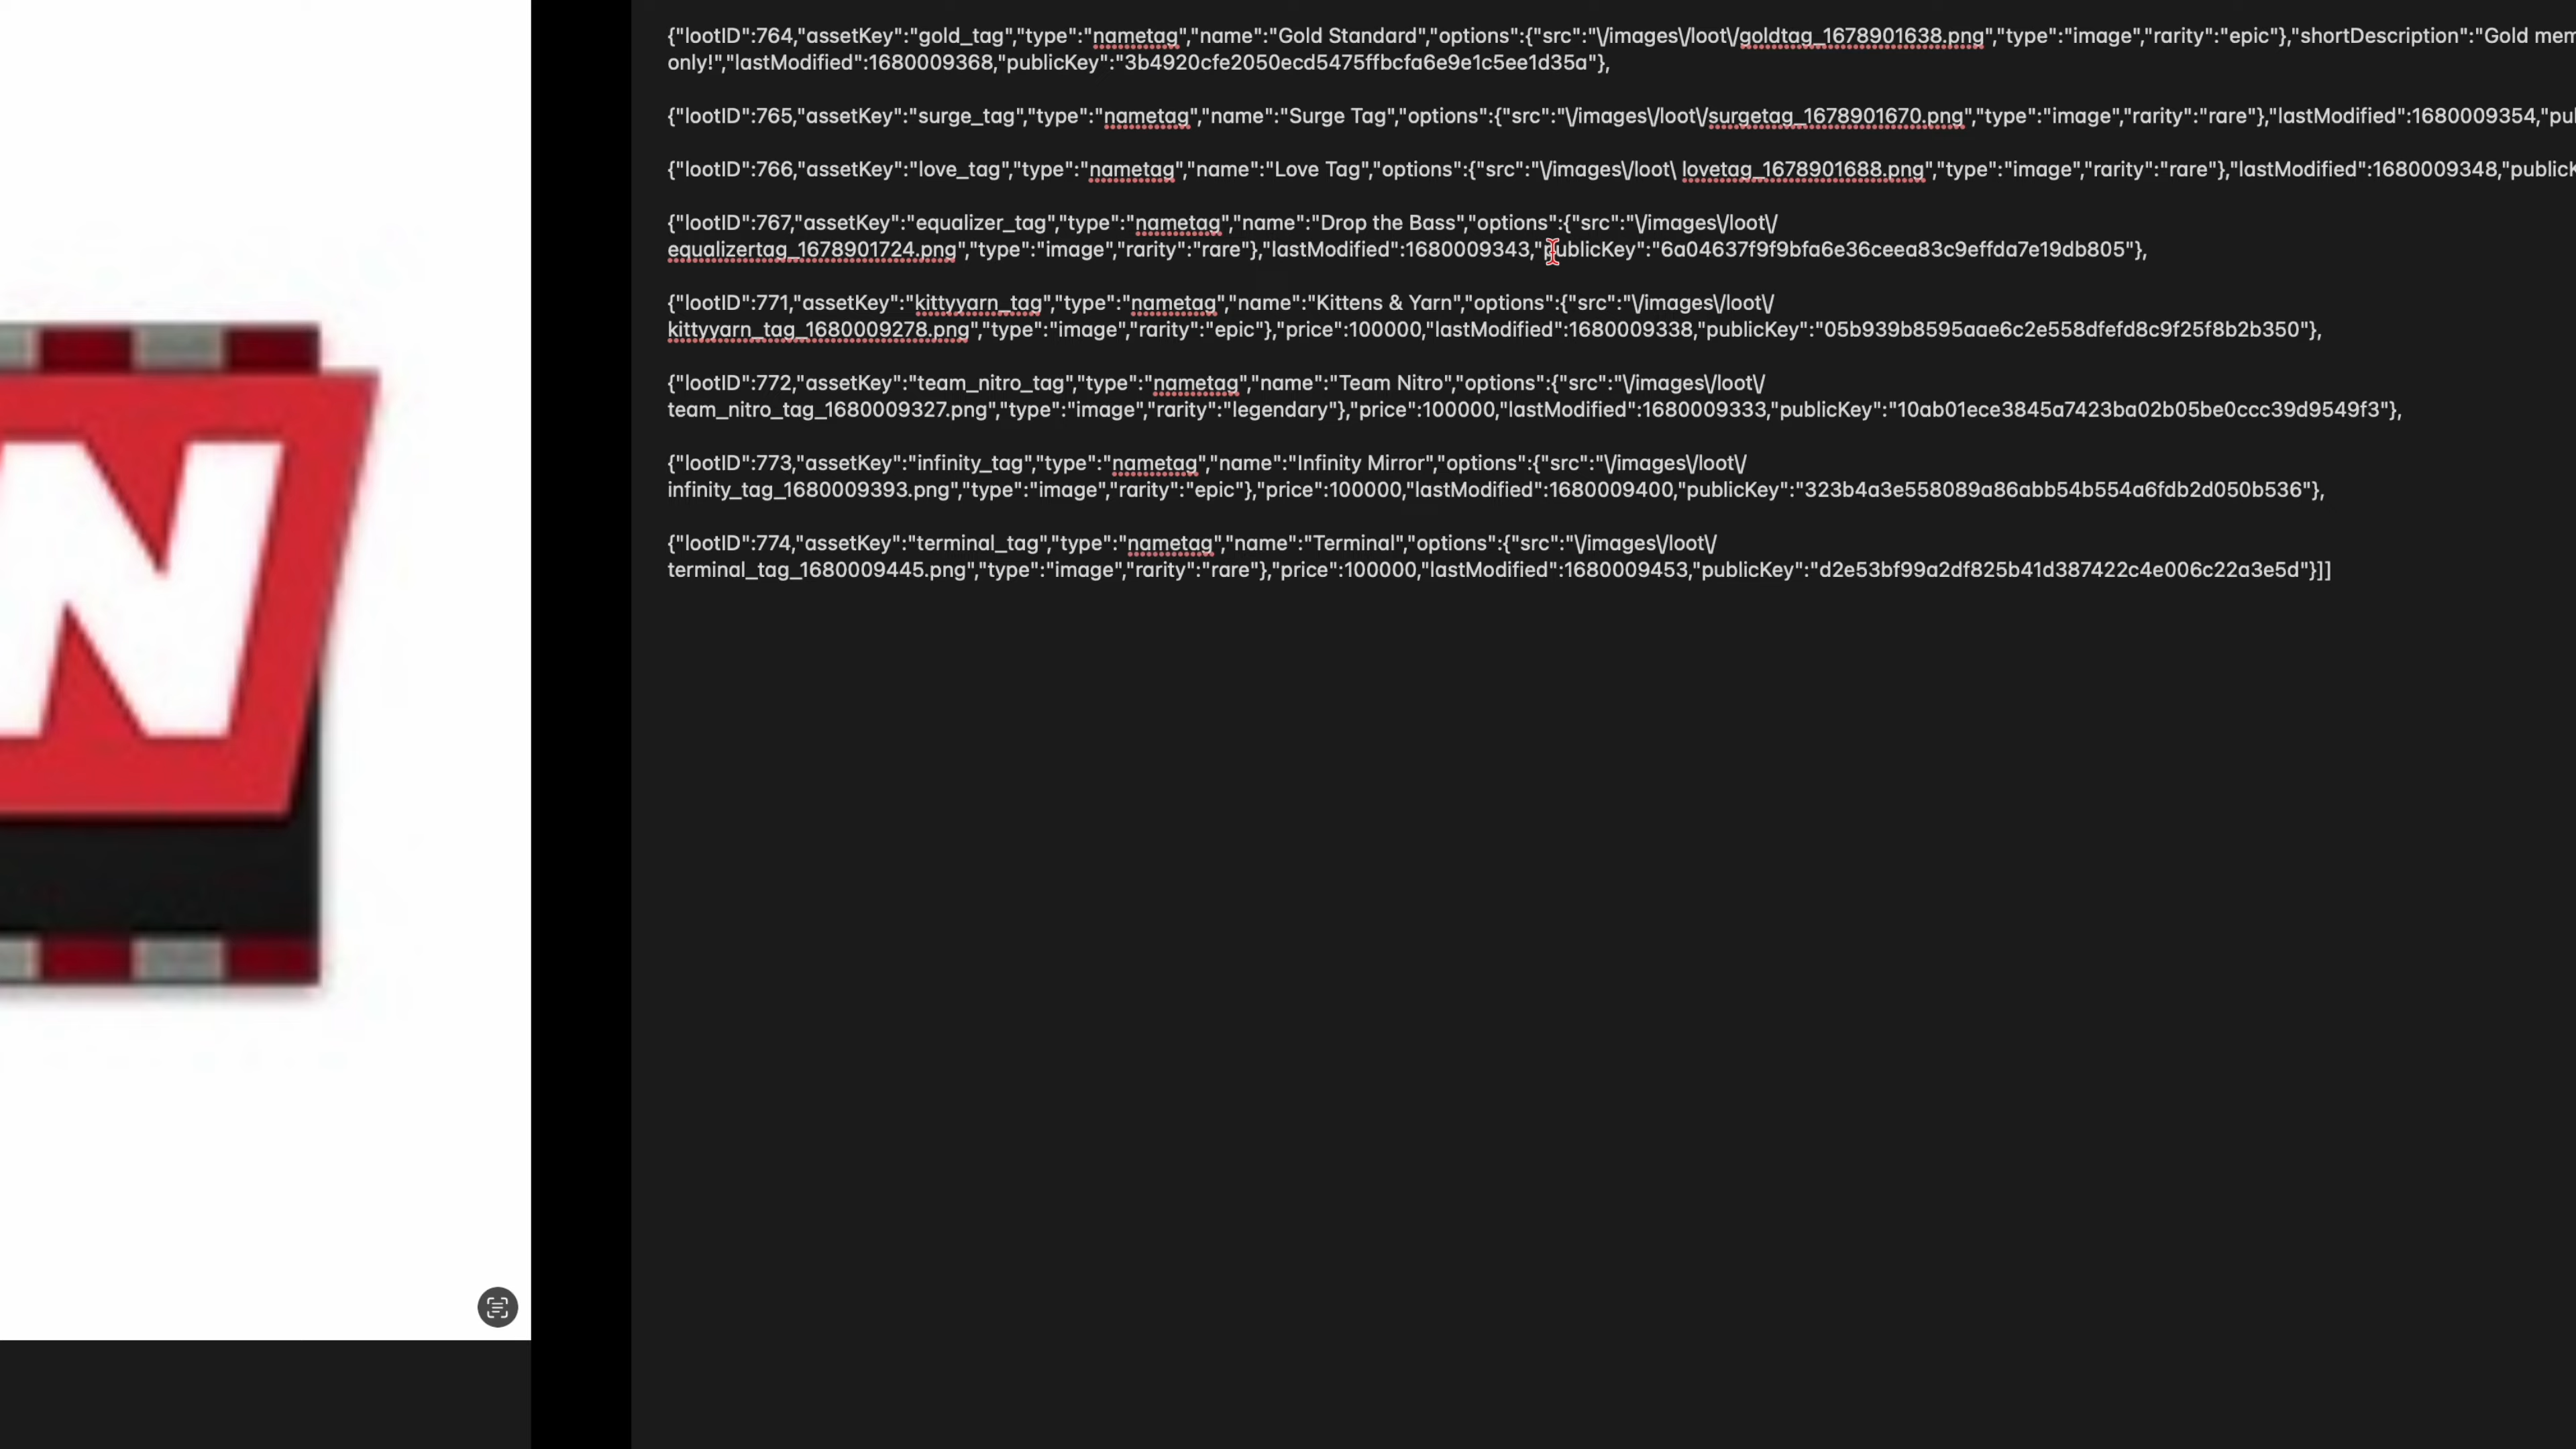 {"lootID":764,"assetKey":"gold_tag","type":"nametag","name":"Gold Standard","options":{"src":"\/images\/loot\/goldtag_1678901638.png","type":"image","rarity":"epic"},"shortDescription":"Gold
only!","lastModified":1680009368,"publicKey":"3b4920cfe2050ecd5475ffbcfa6e9e1c5ee1d35a"},
{"lootID":765,"assetKey":"surge_tag","type":"nametag","name":"Surge Tag","options":{"src":"\/images\/loot\/surgetag_1678901670.png","type":"image","rarity":"rare"},"lastModified":1680009354,"pu
{"lootID":766,"assetKey":"love_tag","type":"nametag","name":"Love Tag","options":{"src":"\/images\/loot\ lovetag_1678901688.png","type":"image","rarity":"rare"},"lastModified":1680009348,"public
{"lootID":767,"assetKey":"equalizer_tag","type":"nametag","name":"Drop the Bass","options":{"src":"\/images\/loot\/
equalizertag_1678901724.png","type":"image","rarity":"rare"},"lastModified":1680009343,"publicKey":"6a04637f9f9bfa6e36ceea83c9effda7e19db805"},
{"lootID":771,"assetKey":"kittyyarn_tag","type":"nametag","name":"Kittens & Yarn","options":{"src":"\/images\/loot\/
kittyyarn_tag_1680009278.png","type":"image","rarity":"epic"},"price":100000,"lastModified":1680009338,"publicKey":"05b939b8595aae6c2e558dfefd8c9f25f8b2b350"},
{"lootID":772,"assetKey":"team_nitro_tag","type":"nametag","name":"Team Nitro","options":{"src":"\/images\/loot\/
team_nitro_tag_1680009327.png","type":"image","rarity":"legendary"},"price":100000,"lastModified":1680009333,"publicKey":"10ab01ece3845a7423ba02b05be0ccc39d9549f3"},
{"lootID":773,"assetKey":"infinity_tag","type":"nametag","name":"Infinity Mirror","options":{"src":"\/images\/loot\/
infinity_tag_1680009393.png","type":"image","rarity":"epic"},"price":100000,"lastModified":1680009400,"publicKey":"323b4a3e558089a86abb54b554a6fdb2d050b536"},
{"lootID":774,"assetKey":"terminal_tag","type":"nametag","name":"Terminal","options":{"src":"\/images\/loot\/
terminal_tag_1680009445.png","type":"image","rarity":"rare"},"price":100000,"lastModified":1680009453,"publicKey":"d2e53bf99a2df825b41d387422c4e006c22a3e5d"}]]
N